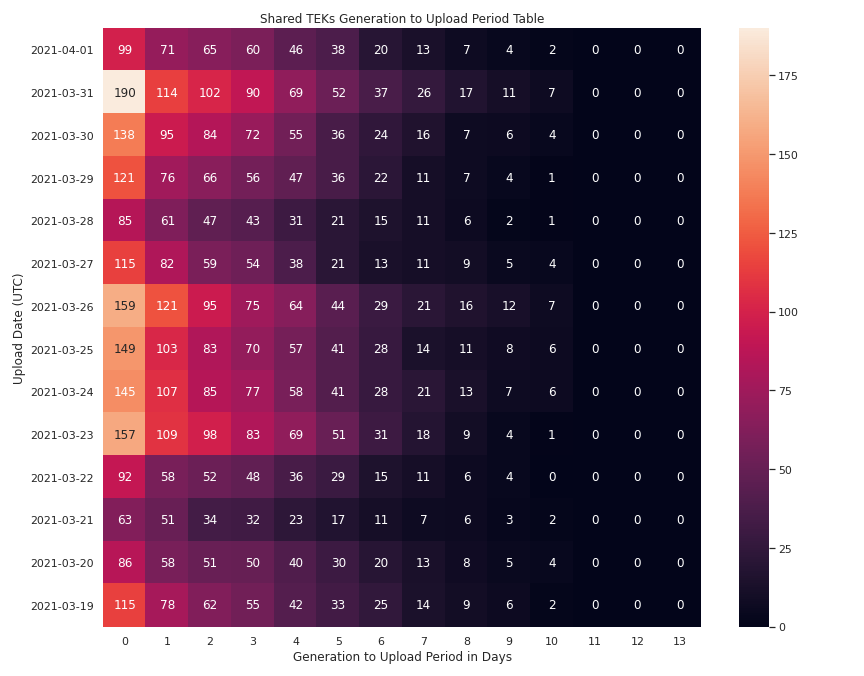 Shared TEKs Generation to Upload Period Table
2021-04-01 99 71 65 60 46 38 20 13 7 4 2 0 0 0
2021-03-31 190 114 102 90 69 52 37 26 17 11 7 0 0 0
2021-03-30 138 95 84 72 55 36 24 16 7 6 4 0 0 0
2021-03-29 121 76 66 56 47 36 22 11 7 4 1 0 0 0
2021-03-28 85 61 47 43 31 21 15 11 6 2 1 0 0 0
2021-03-27 115 82 59 54 38 21 13 11 9 5 4 0 0 0
2021-03-26 159 121 95 75 64 44 29 21 16 12 7 0 0 0
2021-03-25 149 103 83 70 57 41 28 14 11 8 6 0 0 0
2021-03-24 145 107 85 77 58 41 28 21 13 7 6 0 0 0
2021-03-23 157 109 98 83 69 51 31 18 9 4 1 0 0 0
2021-03-22 92 58 52 48 36 29 15 11 6 4 0 0 0 0
2021-03-21 63 51 34 32 23 17 11 7 6 3 2 0 0 0
2021-03-20 86 58 51 50 40 30 20 13 8 5 4 0 0 0
2021-03-19 115 78 62 55 42 33 25 14 9 6 2 0 0 0
0 1 2 3 4 5 6 7 8 9 10 11 12 13
Generation to Upload Period in Days
Upload Date (UTC)
175
150
125
100
75
50
25
0